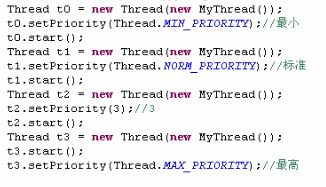 Thread t0 = new Thread(new MyThread());
t0.setPriority(Thread.MIN_PRIORITY);//最小
t0.start();
Thread t1 = new Thread(new MyThread());
t1.setPriority(Thread.NORM_PRIORITY);//标准
t1.start();
Thread t2 = new Thread(new MyThread());
t2.setPriority(3);//3
t2.start();
Thread t3 = new Thread(new MyThread());
t3.start();
t3.setPriority(Thread.MAX_PRIORITY);//最高